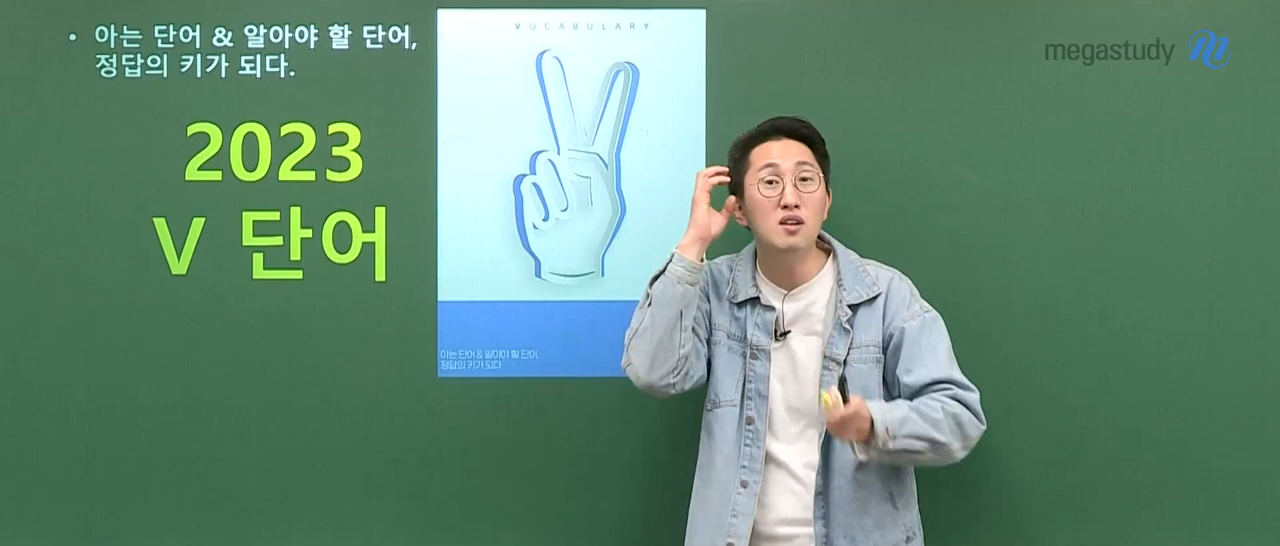 • 아는 단어 & 알아야 할 단어,
정답의 키가 되다.
2023
V 단어
VOCABULARY
아는 단어 & 알아야 할 단어,
정답의 키가 되다
megastudy